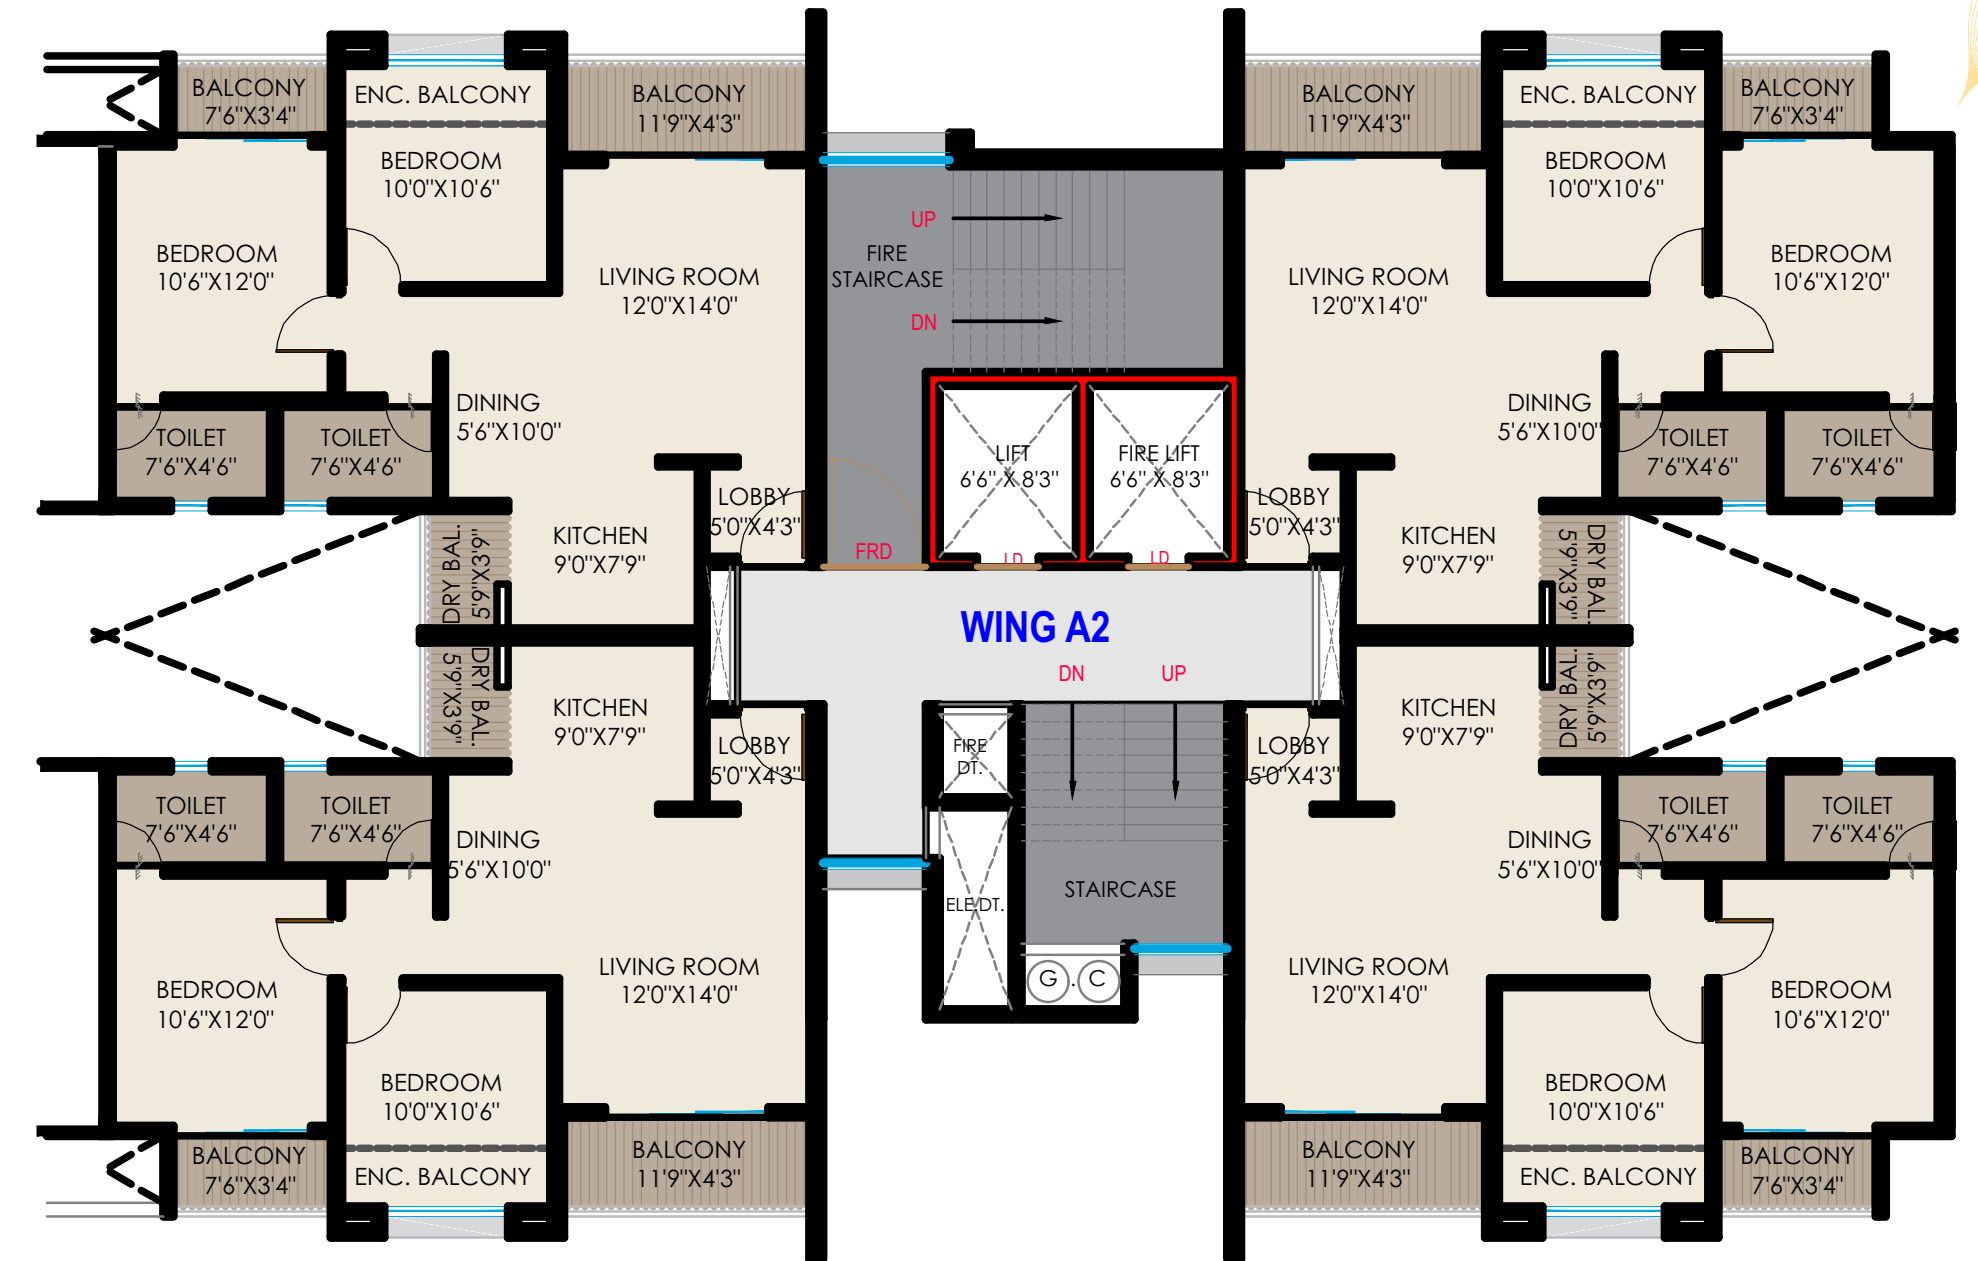 BALCONY
7'6"X3'4"
ENC. BALCONY
BALCONY
11'9"X4'3"
BALCONY
11'9"X4'3"
ENC. BALCONY
BALCONY
7'6"X3'4"
BEDROOM
10'0"X10'6"
BEDROOM
10'0"X10'6"
BEDROOM
10'6"X12'0"
LIVING ROOM
12'0"X14'0"
UP
FIRE
STAIRCASE
DN
LIVING ROOM
12'0"X14'0"
BEDROOM
10'6"X12'0"
DINING
5'6"X10'0"
DINING
5'6"X10'0"
TOILET
7'6"X4'6"
TOILET
7'6"X4'6"
LIFT
6'6" X 8'3"
FIRE LIFT
6'6" X 8'3"
TOILET
7'6"X4'6"
TOILET
7'6"X4'6"
LOBBY
5'0"X4'3"
LOBBY
5'0"X4'3"
DRY BAL.
5'9"X3'9"
KITCHEN
9'0"X7'9"
FRD
LD
LD
KITCHEN
9'0"X7'9"
DRY BAL.
5'9"X3'9"
WING A2
DN
UP
DRY BAL.
5'9"X3'9"
KITCHEN
9'0"X7'9"
LOBBY
5'0"X4'3"
FIRE
DT.
LOBBY
5'0"X4'3"
KITCHEN
9'0"X7'9"
DRY BAL.
5'9"X3'9"
TOILET
7'6"X4'6"
TOILET
7'6"X4'6"
DINING
5'6"X10'0"
DINING
5'6"X10'0"
TOILET
7'6"X4'6"
TOILET
7'6"X4'6"
ELE.DT.
STAIRCASE
BEDROOM
10'6"X12'0"
LIVING ROOM
12'0"X14'0"
G . C
LIVING ROOM
12'0"X14'0"
BEDROOM
10'6"X12'0"
BEDROOM
10'0"X10'6"
BEDROOM
10'0"X10'6"
BALCONY
7'6"X3'4"
ENC. BALCONY
BALCONY
11'9"X4'3"
BALCONY
11'9"X4'3"
ENC. BALCONY
BALCONY
7'6"X3'4"